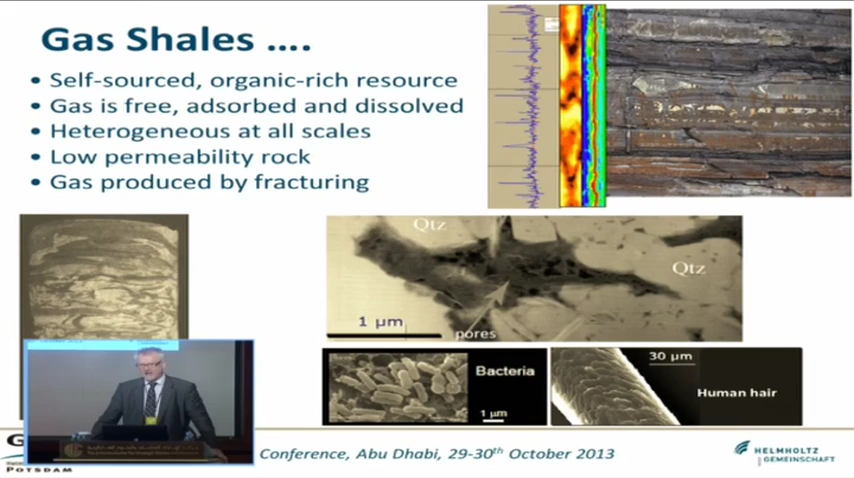 Gas Shales ....
• Self-sourced, organic-rich resource
• Gas is free, adsorbed and dissolved
• Heterogeneous at all scales
• Low permeability rock
• Gas produced by fracturing
Qtz
Qtz
1 µm
pores
Bacteria
1 µm
30 µm
Human hair
POTSDAM
Conference, Abu Dhabi, 29-30th October 2013
HELMHOLTZ
GEMEINSCHAFT